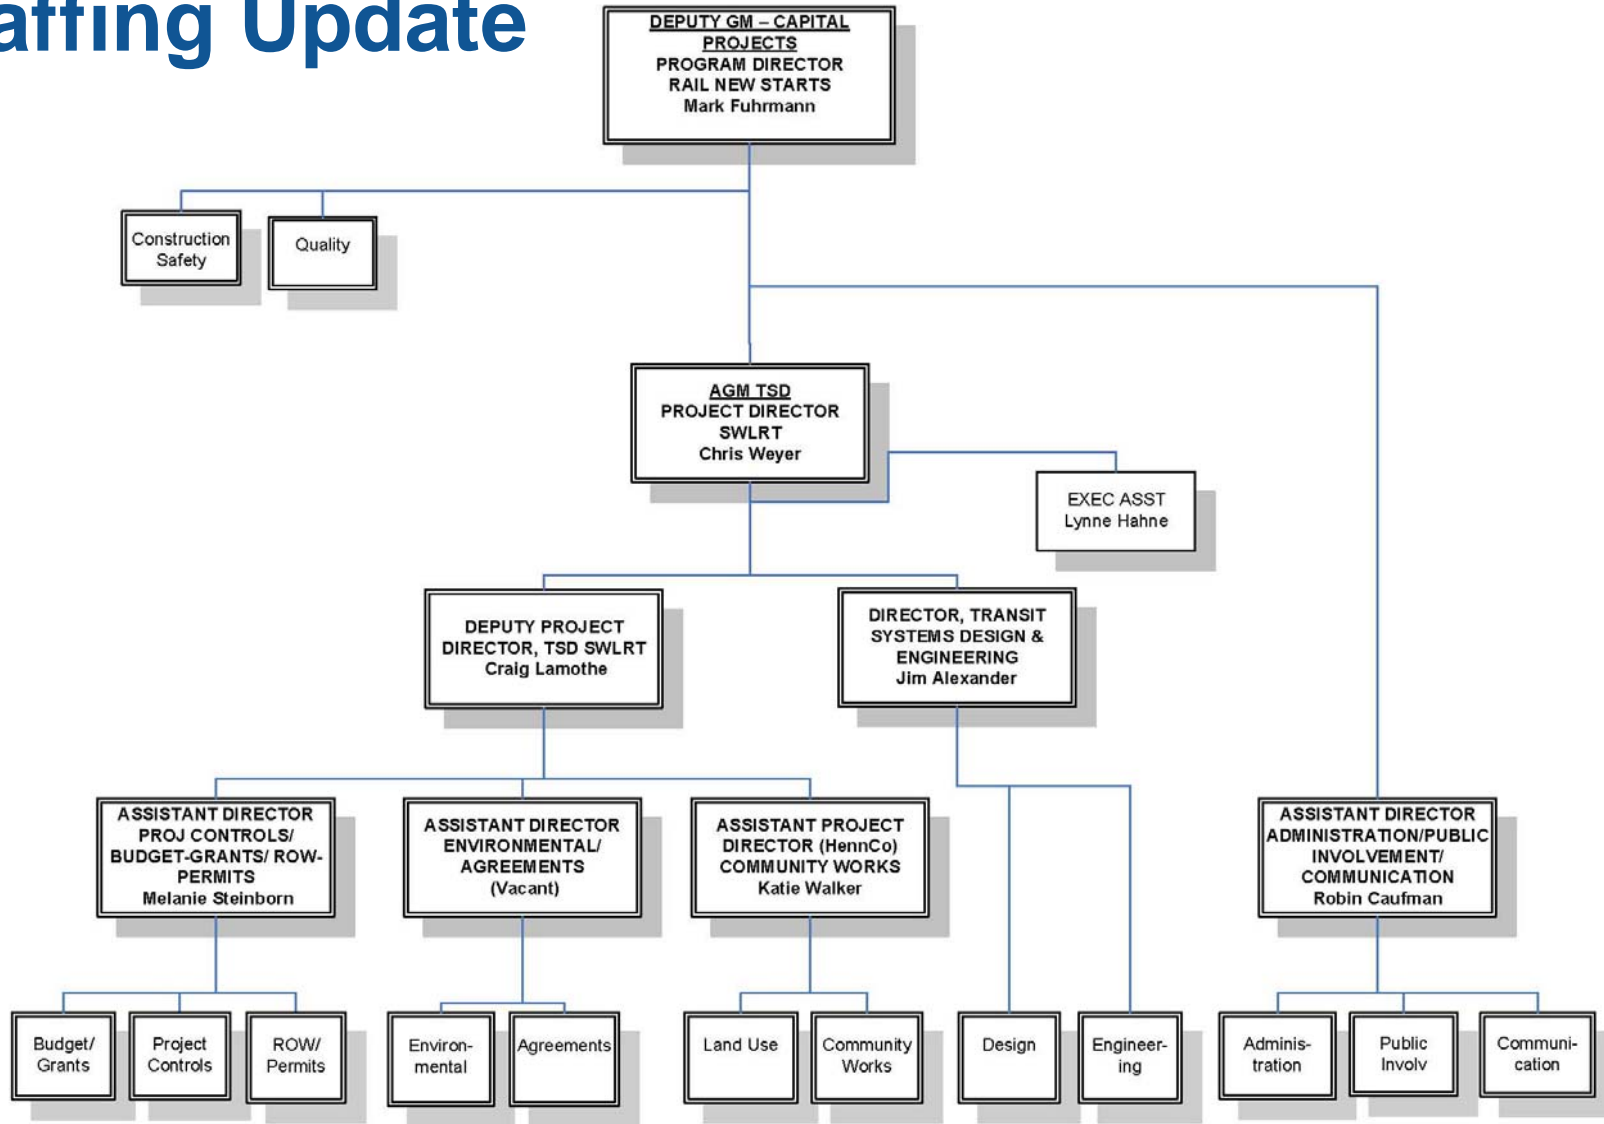 affing Update
DEPUTY GM – CAPITAL
PROJECTS
PROGRAM DIRECTOR
RAIL NEW STARTS
Mark Fuhrmann
Construction
Safety
Quality
AGM TSD
PROJECT DIRECTOR
SWLRT
Chris Weyer
EXEC ASST
Lynne Hahne
DEPUTY PROJECT
DIRECTOR, TSD SWLRT
Craig Lamothe
DIRECTOR, TRANSIT
SYSTEMS DESIGN &
ENGINEERING
Jim Alexander
ASSISTANT DIRECTOR
PROJ CONTROLS/
BUDGET-GRANTS/ ROW-
PERMITS
Melanie Steinborn
ASSISTANT DIRECTOR
ENVIRONMENTAL/
AGREEMENTS
(Vacant)
ASSISTANT PROJECT
DIRECTOR (HennCo)
COMMUNITY WORKS
Katie Walker
ASSISTANT DIRECTOR
ADMINISTRATION/PUBLIC
INVOLVEMENT/
COMMUNICATION
Robin Caufman
Budget/
Grants
Project
Controls
ROW/
Permits
Environ-
mental
Agreements
Land Use
Community
Works
Design
Engineer-
ing
Adminis-
tration
Public
Involv
Communi-
cation